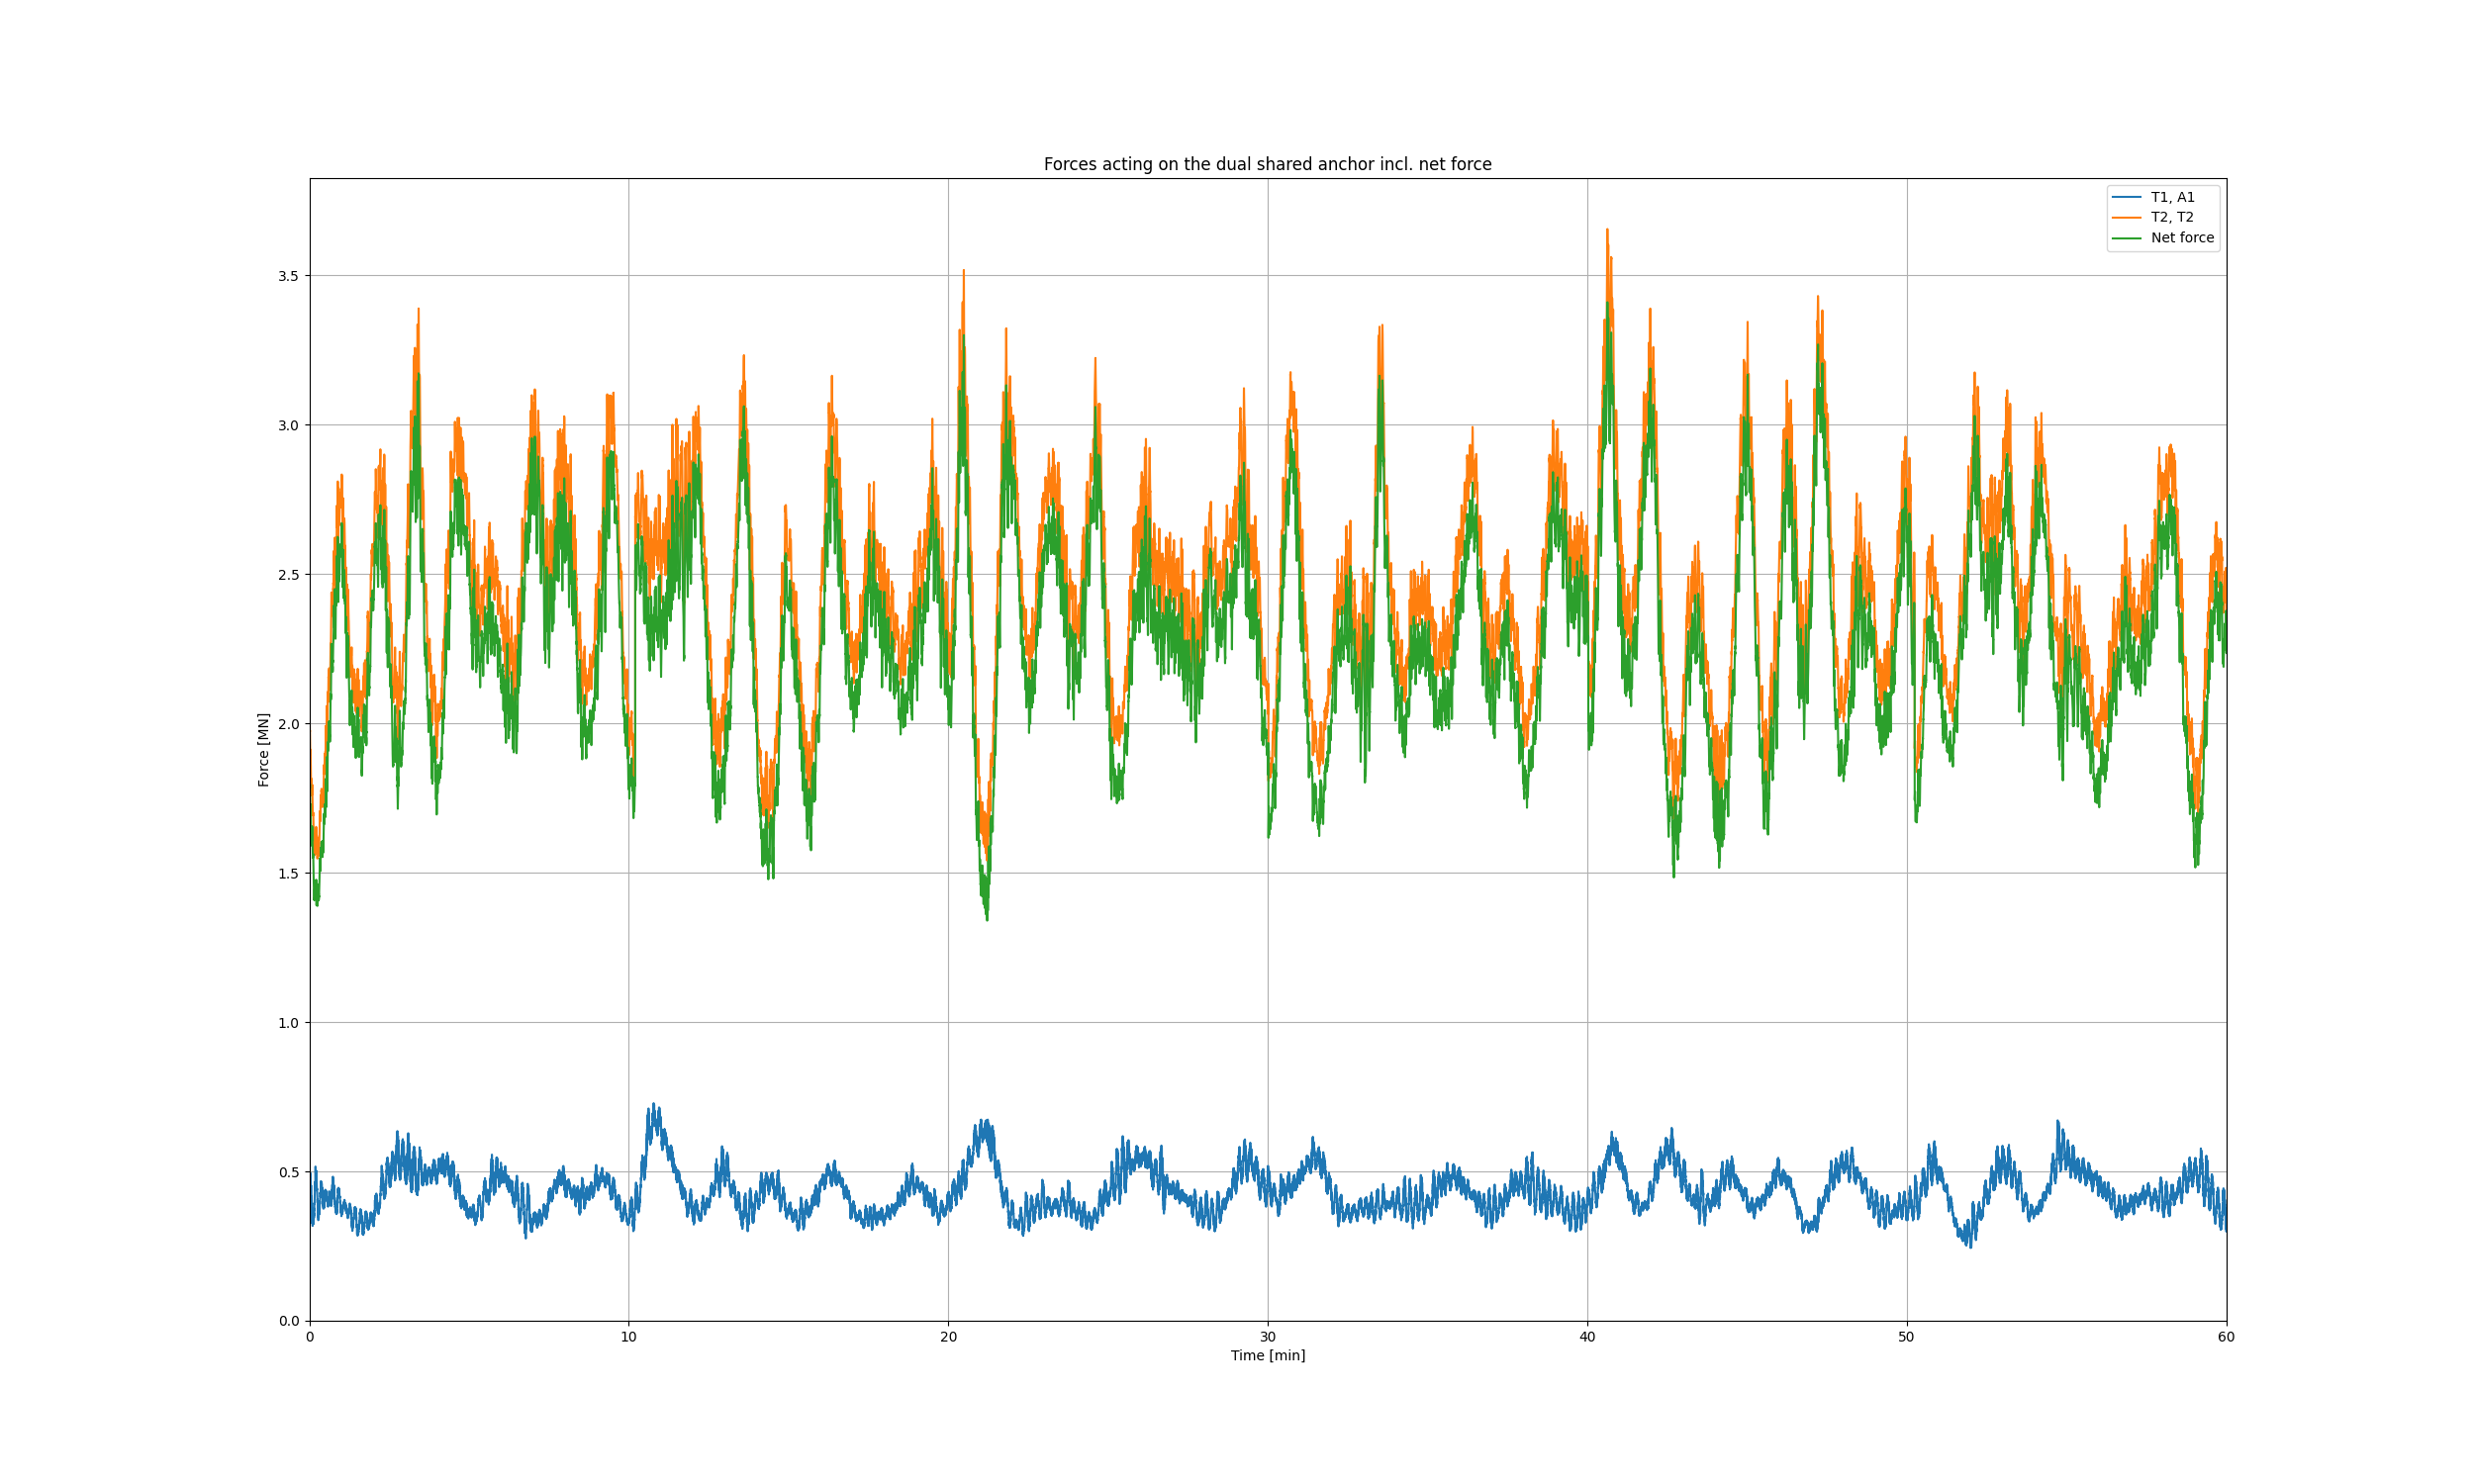 Forces acting on the dual shared anchor incl. net force
T1, A1
T2, T2
Net force
3.5
3.0
2.5
2.0
1.5
1.0
0.5
0.0
Force [MN]
0 10 20 30 40 50 60
Time [min]